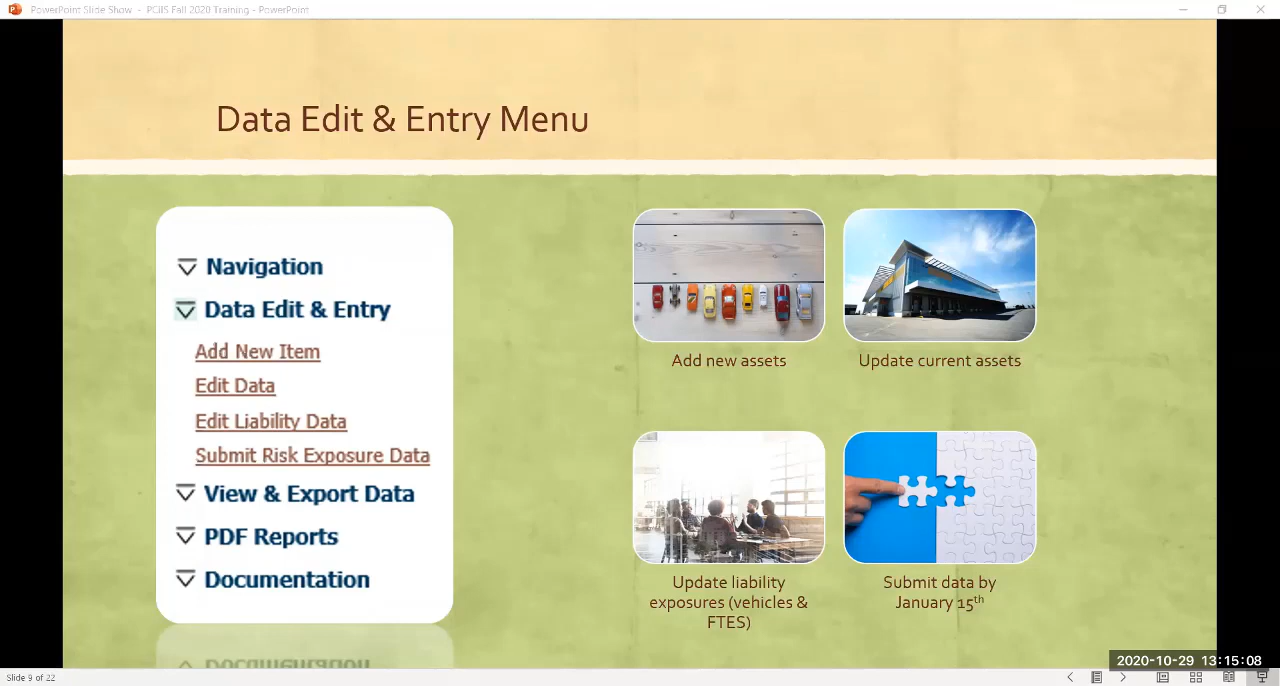 PowerPoint Slide Show - PCIIS Fall 2020 Training - PowerPoint
Data Edit & Entry Menu
Navigation
Data Edit & Entry
Add New Item
Edit Data
Edit Liability Data
Submit Risk Exposure Data
View & Export Data
PDF Reports
Documentation
Add new assets
Update current assets
Update liability
exposures (vehicles &
FTES)
Submit data by
January 15th
Documentation
2020-10-29 13:15:08
Slide 9 of 22